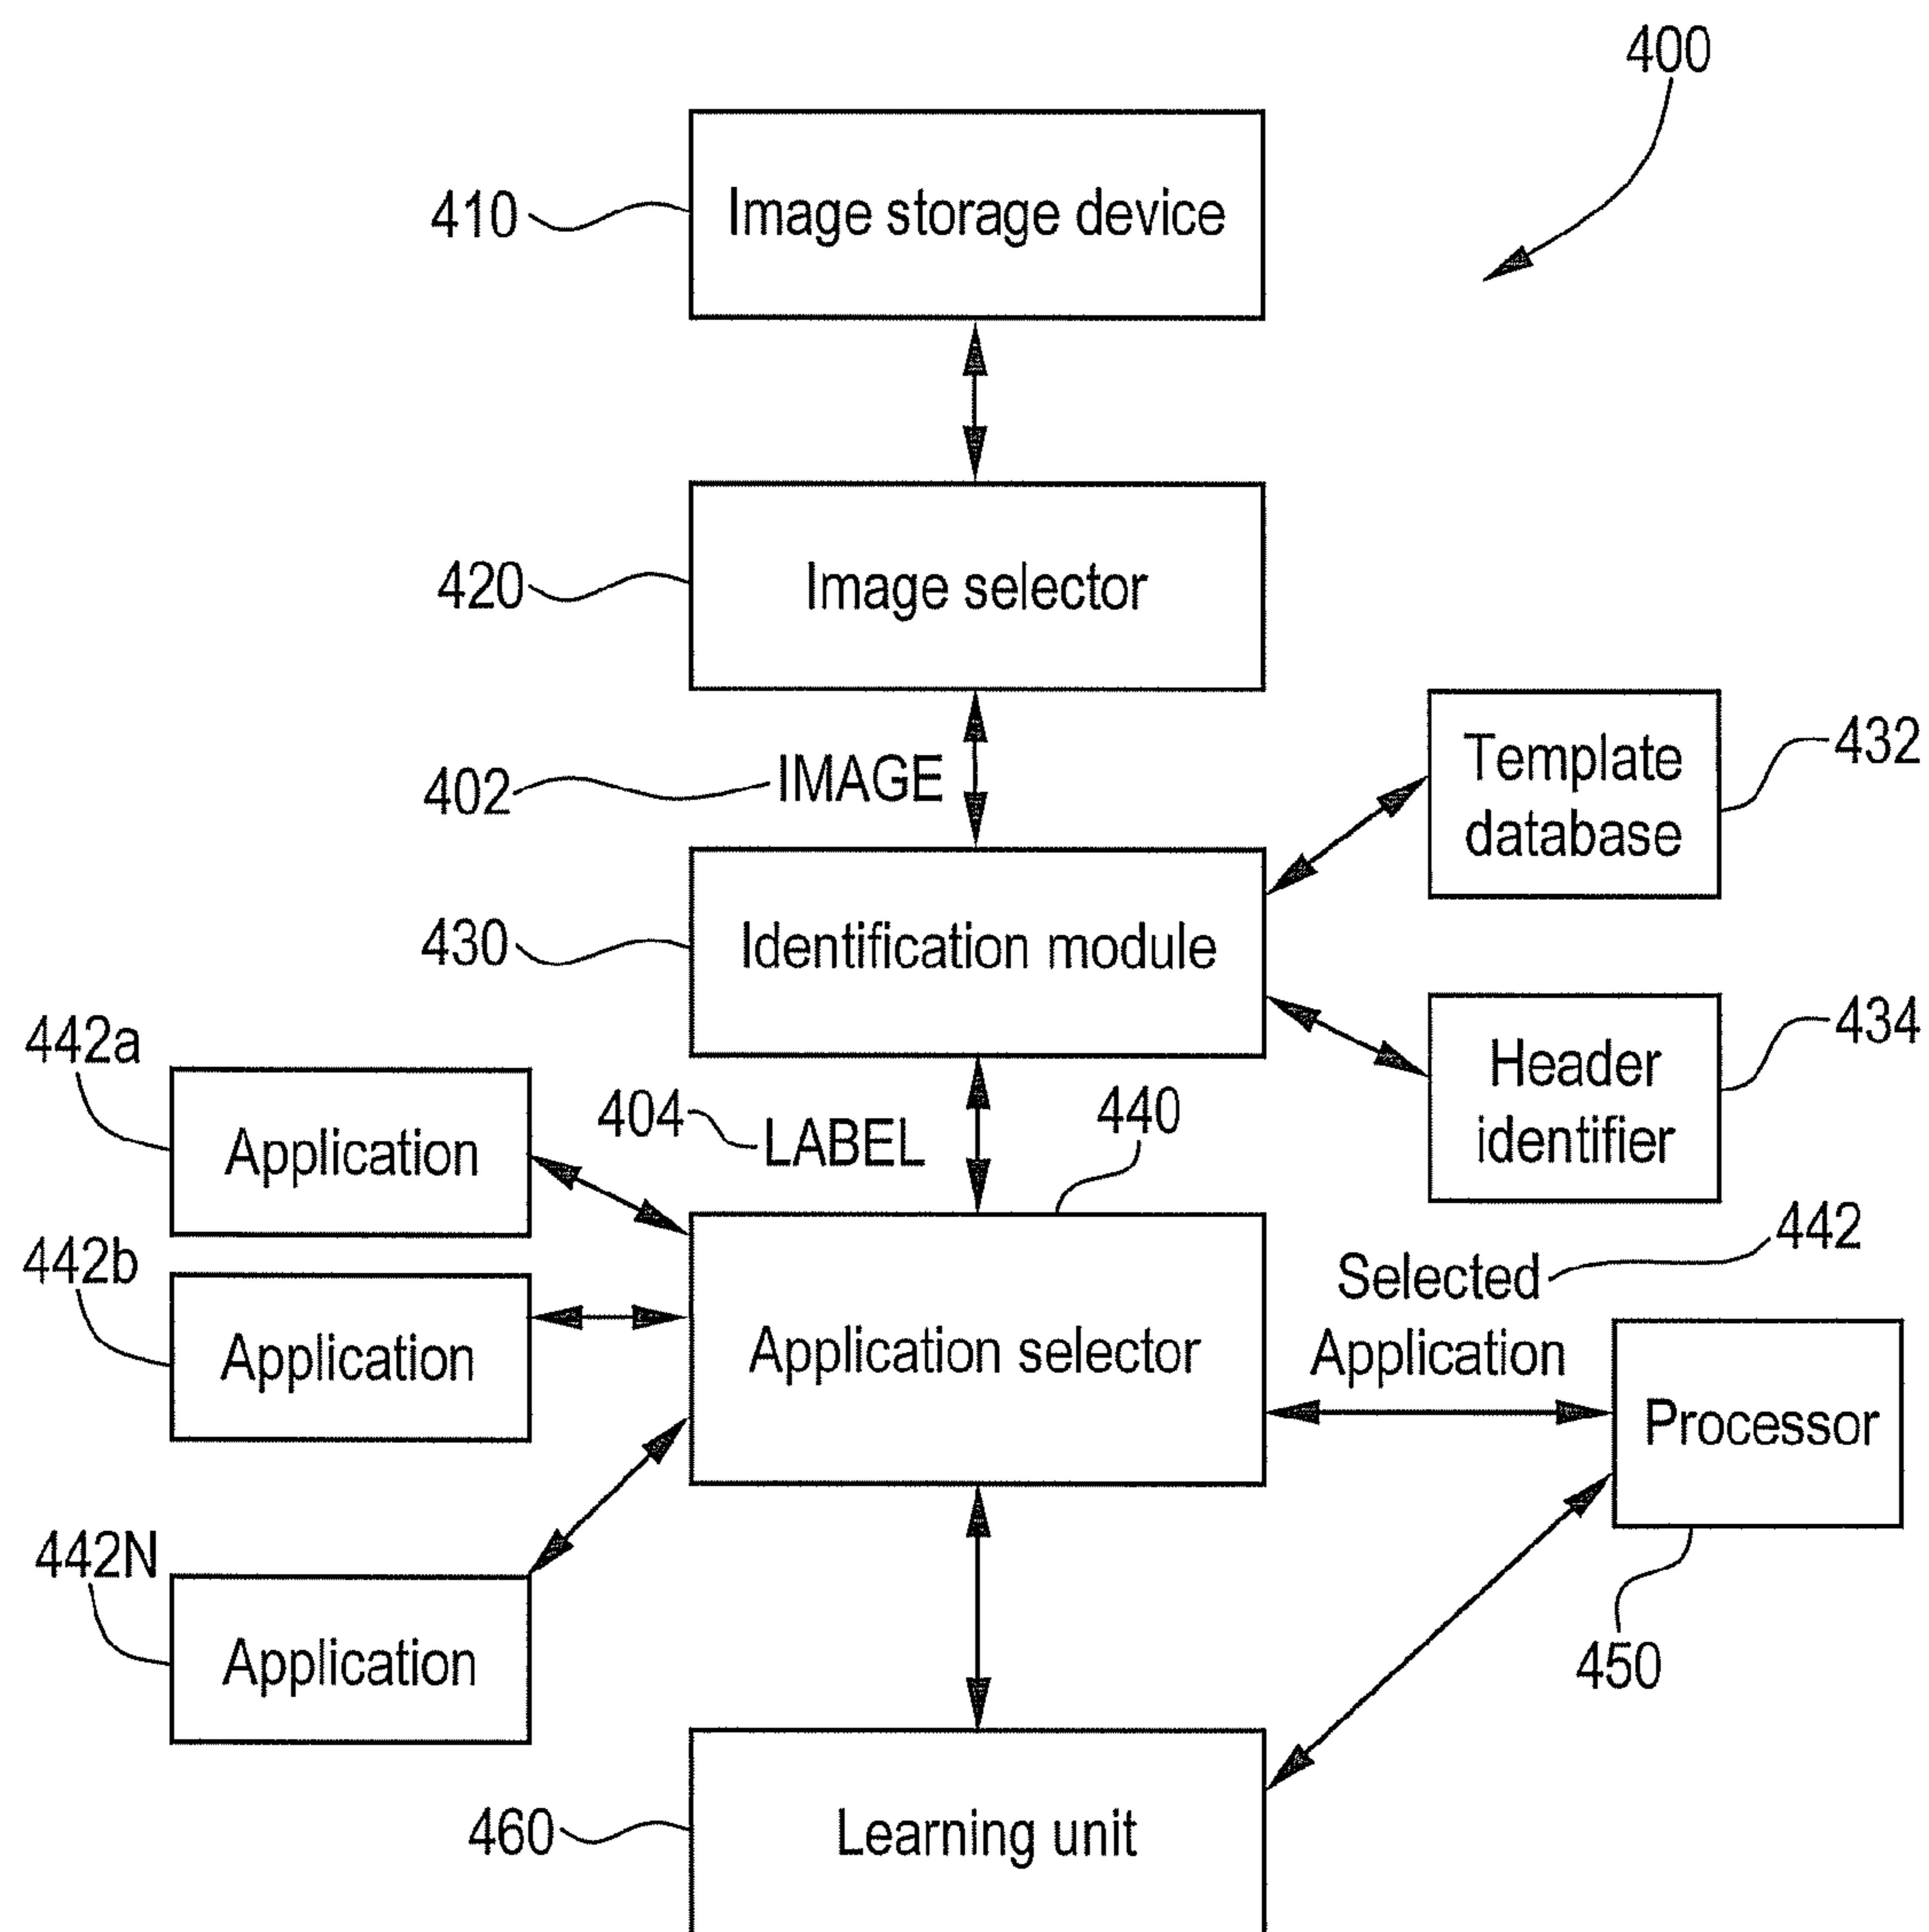 400
410
Image storage device
420
Image selector
402
IMAGE
Template
database
432
430
Identification module
434
Header
identifier
442a
Application
404
LABEL
440
442b
Application
Application selector
Selected
Application
442
Processor
450
442N
Application
460
Learning unit